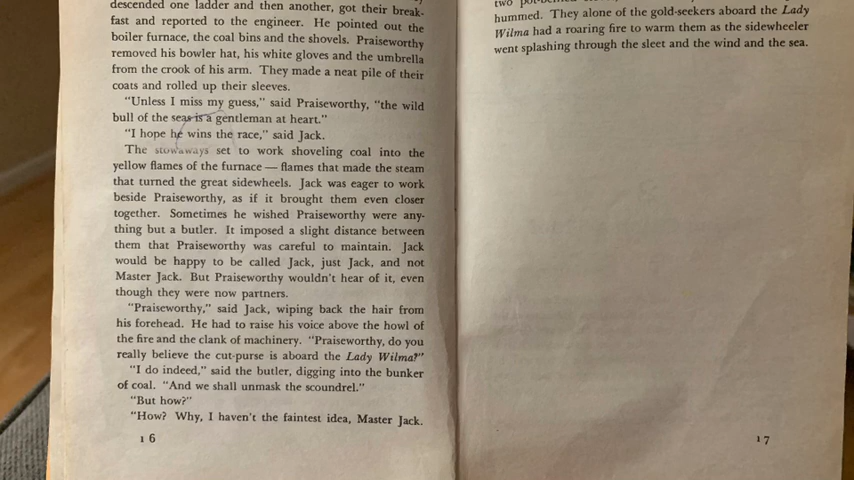 descended one ladder and then another, got their break-
fast and reported to the engineer. He pointed out the
boiler furnace, the coal bins and the shovels. Praiseworthy
removed his bowler hat, his white gloves and the umbrella
from the crook of his arm. They made a neat pile of their
coats and rolled up their sleeves.
"Unless I miss my guess," said Praiseworthy, "the wild
bull of the seas is a gentleman at heart."
"I hope he wins the race," said Jack.
The stowaways set to work shoveling coal into the
yellow flames of the furnace — flames that made the steam
that turned the great sidewheels. Jack was eager to work
beside Praiseworthy, as if it brought them even closer
together. Sometimes he wished Praiseworthy were any-
thing but a butler. It imposed a slight distance between
them that Praiseworthy was careful to maintain. Jack
would be happy to be called Jack, just Jack, and not
Master Jack. But Praiseworthy wouldn't hear of it, even
though they were now partners.
"Praiseworthy," said Jack, wiping back the hair from
his forehead. He had to raise his voice above the howl of
the fire and the clank of machinery. "Praiseworthy, do you
really believe the cut-purse is aboard the Lady Wilma?"
"I do indeed," said the butler, digging into the bunker
of coal. "And we shall unmask the scoundrel."
"But how?"
"How? Why, I haven't the faintest idea, Master Jack.
16
two
hummed. They alone of the gold-seekers aboard the Lady
Wilma had a roaring fire to warm them as the sidewheeler
went splashing through the sleet and the wind and the sea.
17